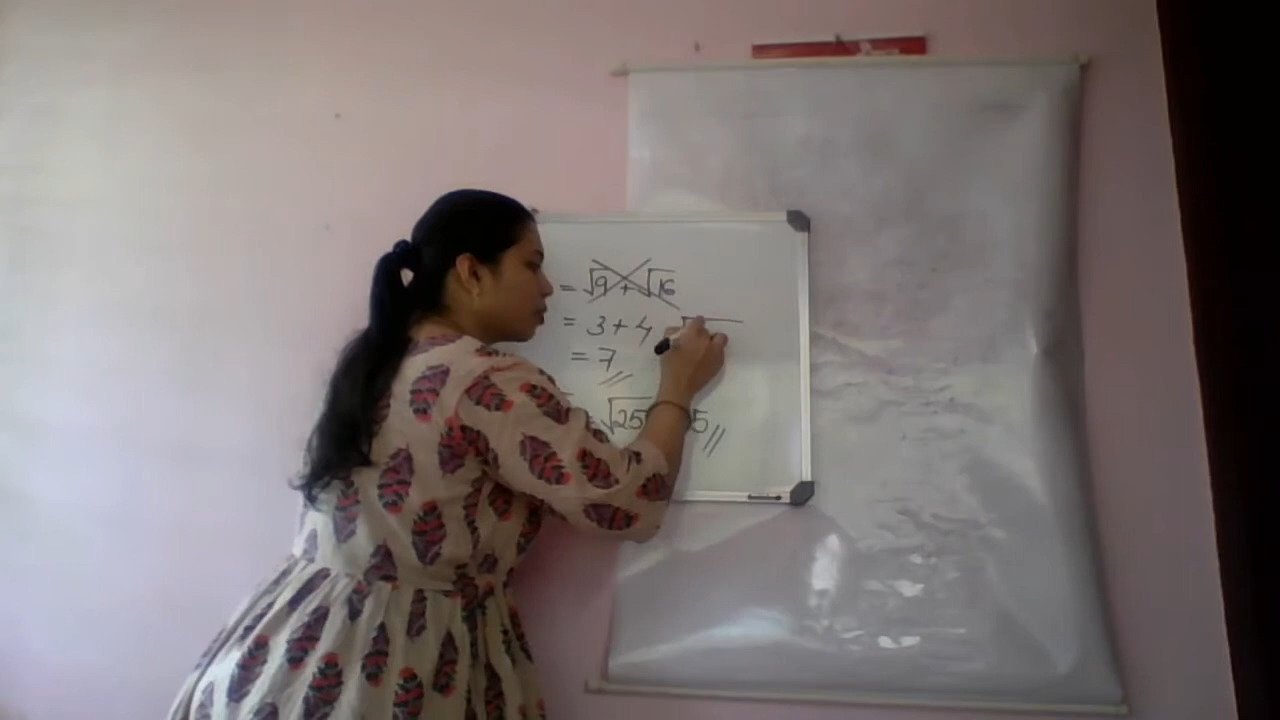 = √9 + √16
= 3 + 4
= 7
= √25 5